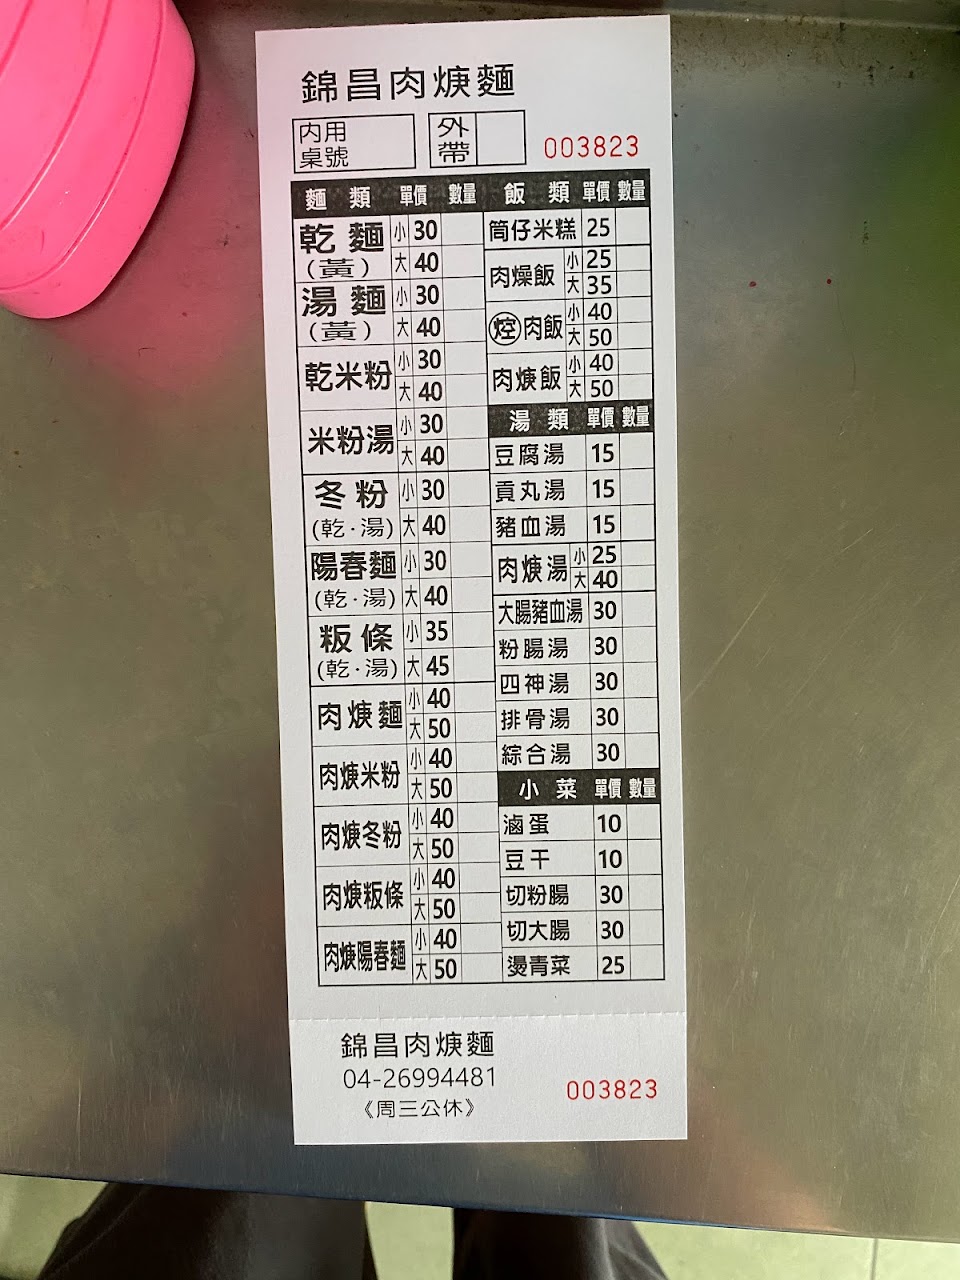 錦昌肉焿麵
內用
桌號
外帶
003823
麵類 單價 數量
乾麵(黃) 小 30
大 40
湯麵(黃) 小 30
大 40
乾米粉 小 30
大 40
米粉湯 小 30
大 40
冬粉(乾·湯) 小 30
大 40
陽春麵(乾·湯) 小 30
大 40
粄條(乾·湯) 小 35
大 45
肉焿麵 小 40
大 50
肉焿米粉 小 40
大 50
肉焿冬粉 小 40
大 50
肉焿粄條 小 40
大 50
肉焿陽春麵 小 40
大 50
飯類 單價 數量
筒仔米糕 25
肉燥飯 小 25
大 35
焢肉飯 小 40
大 50
肉焿飯 小 40
大 50
湯類 單價 數量
豆腐湯 15
貢丸湯 15
豬血湯 15
肉焿湯 小 25
大 40
大腸豬血湯 30
粉腸湯 30
四神湯 30
排骨湯 30
綜合湯 30
小菜 單價 數量
滷蛋 10
豆干 10
切粉腸 30
切大腸 30
燙青菜 25
錦昌肉焿麵
04-26994481
《周三公休》
003823